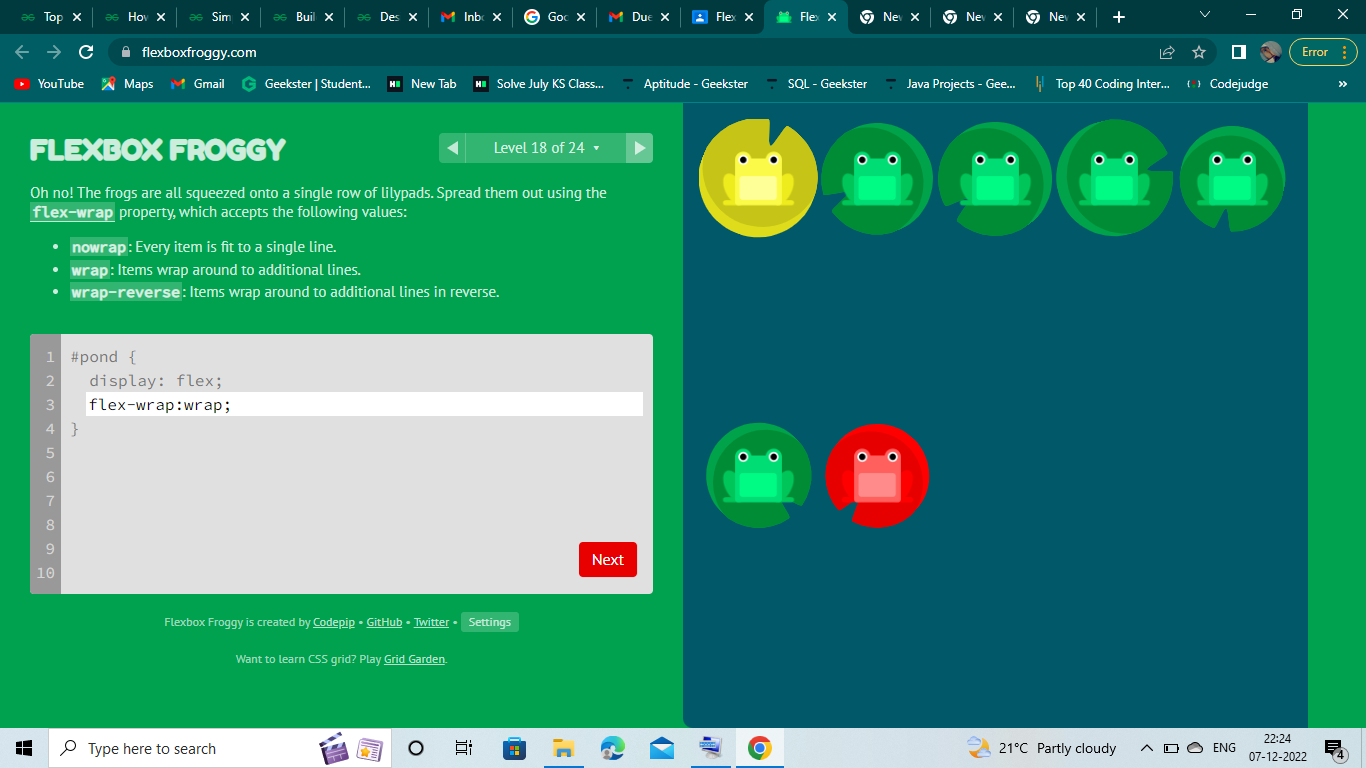 Top
How
Sim
Buil
Des
Inbo
Goo
Due
Flex
Flex
New
New
New
flexboxfroggy.com
Error
YouTube
Maps
Gmail
Geekster | Student...
New Tab
Solve July KS Class...
Aptitude - Geekster
SQL - Geekster
Java Projects - Gee...
Top 40 Coding Inter...
Codejudge
»
FLEXBOX FROGGY
Level 18 of 24
Oh no! The frogs are all squeezed onto a single row of lilypads. Spread them out using the
flex-wrap property, which accepts the following values:
• nowrap: Every item is fit to a single line.
• wrap: Items wrap around to additional lines.
• wrap-reverse: Items wrap around to additional lines in reverse.
1 #pond {
2 display: flex;
3 flex-wrap:wrap;
4 }
5
6
7
8
9
10
Next
Flexbox Froggy is created by Codepip • GitHub • Twitter • Settings
Want to learn CSS grid? Play Grid Garden.
Type here to search
21°C Partly cloudy
ENG
22:24
07-12-2022
4